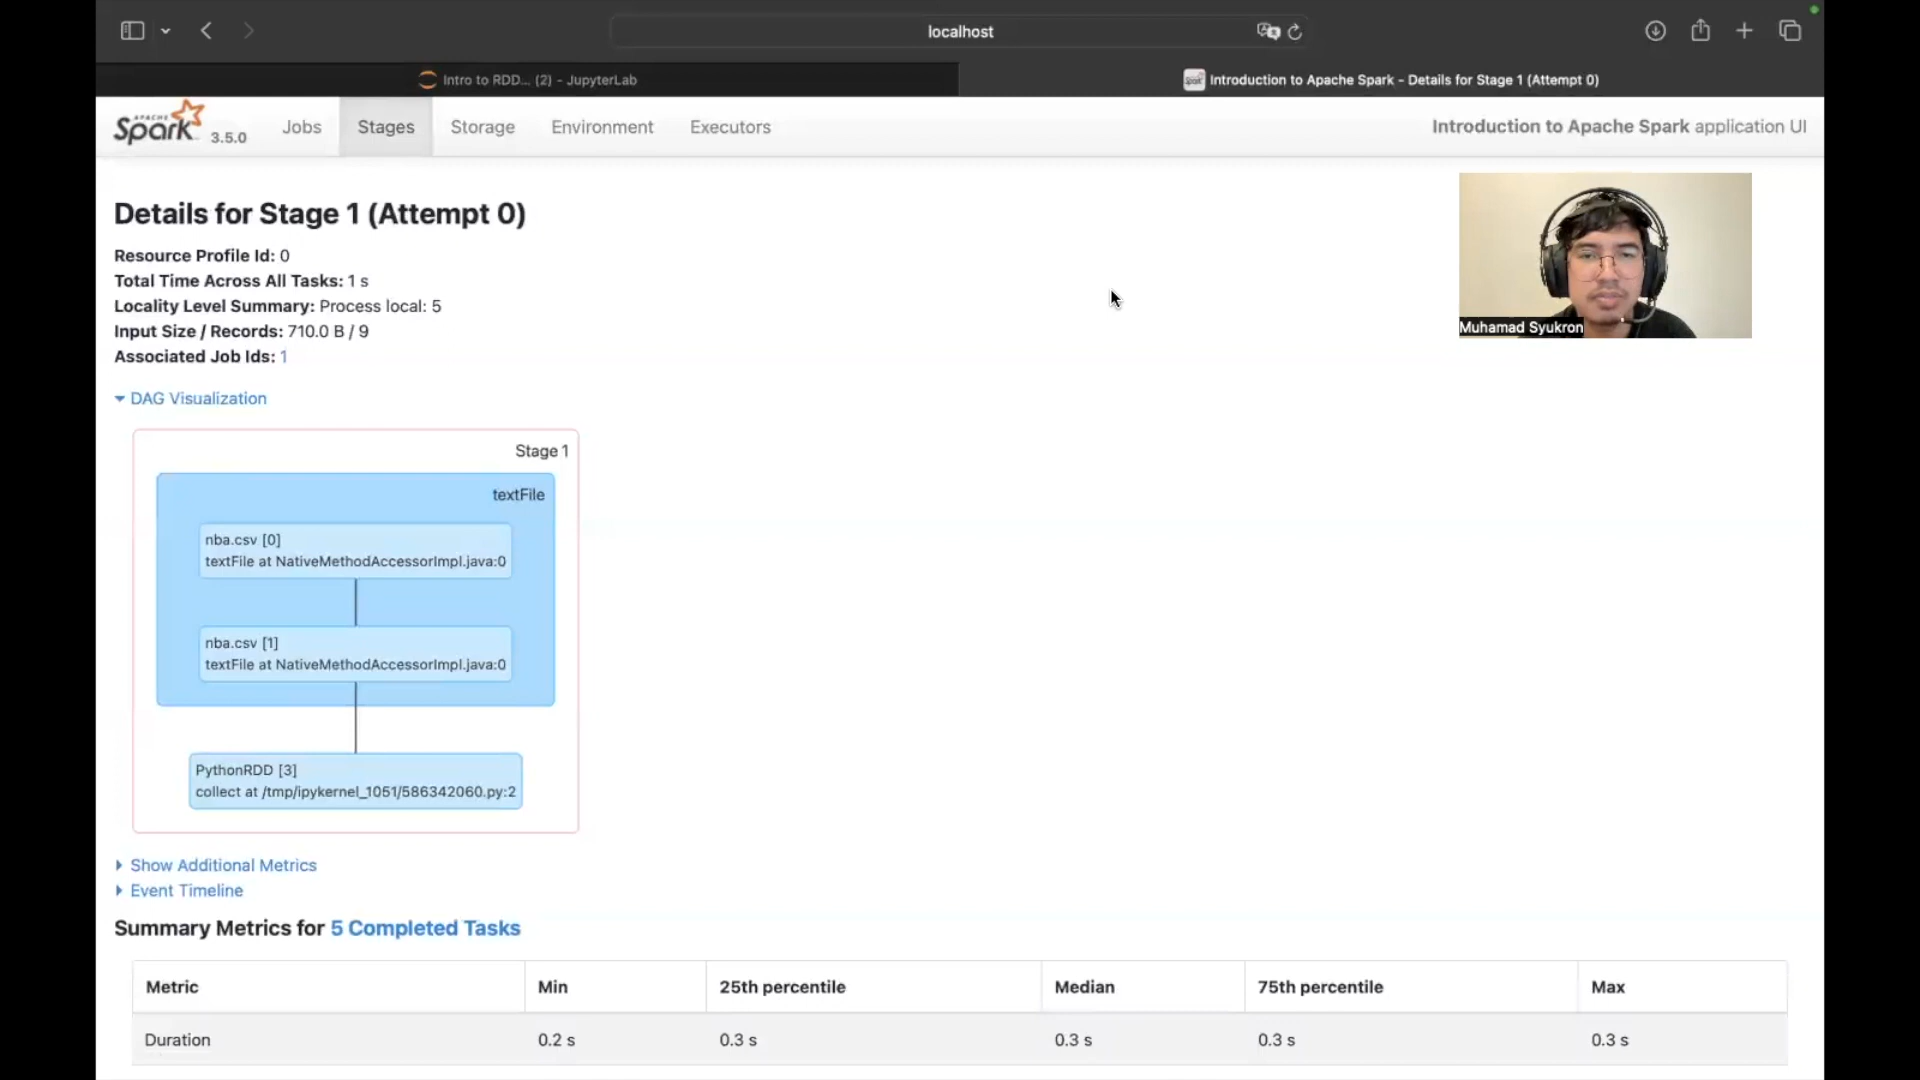 localhost
Intro to RDD... (2) - JupyterLab
Introduction to Apache Spark - Details for Stage 1 (Attempt 0)
APACHE Spark 3.5.0
Jobs
Stages
Storage
Environment
Executors
Introduction to Apache Spark application UI
Details for Stage 1 (Attempt 0)
Resource Profile Id: 0
Total Time Across All Tasks: 1 s
Locality Level Summary: Process local: 5
Input Size / Records: 710.0 B / 9
Associated Job Ids: 1
Muhamad Syukron
DAG Visualization
Stage 1
textFile
nba.csv [0]
textFile at NativeMethodAccessorImpl.java:0
nba.csv [1]
textFile at NativeMethodAccessorImpl.java:0
PythonRDD [3]
collect at /tmp/ipykernel_1051/586342060.py:2
Show Additional Metrics
Event Timeline
Summary Metrics for 5 Completed Tasks
Metric Min 25th percentile Median 75th percentile Max
Duration 0.2 s 0.3 s 0.3 s 0.3 s 0.3 s